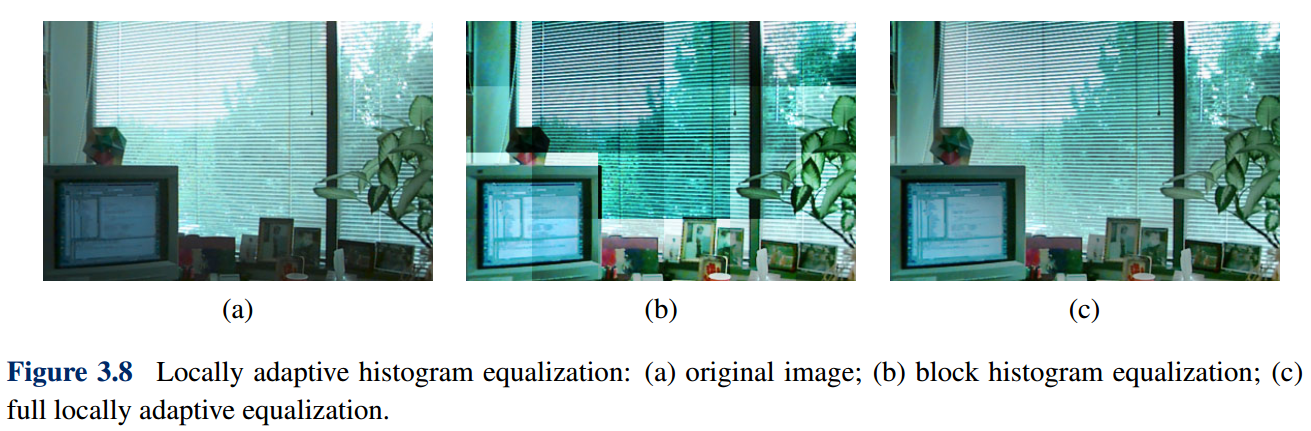 (a)
(b)
(c)
Figure 3.8 Locally adaptive histogram equalization: (a) original image; (b) block histogram equalization; (c)
full locally adaptive equalization.